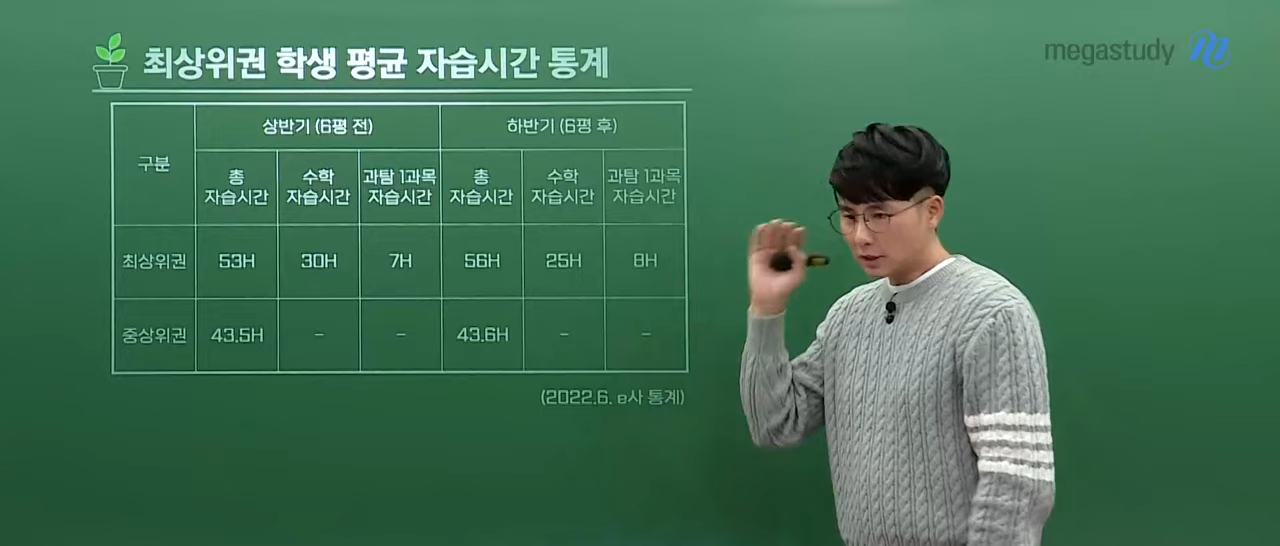 최상위권 학생 평균 자습시간 통계
megastudy
구분
상반기 (6평 전)
하반기 (6평 후)
총
자습시간
수학
자습시간
과탐 1과목
자습시간
총
자습시간
수학
자습시간
과탐 1과목
자습시간
최상위권
53H
30H
7H
56H
25H
8H
중상위권
43.5H
-
-
43.6H
-
-
(2022.6. e사 통계)